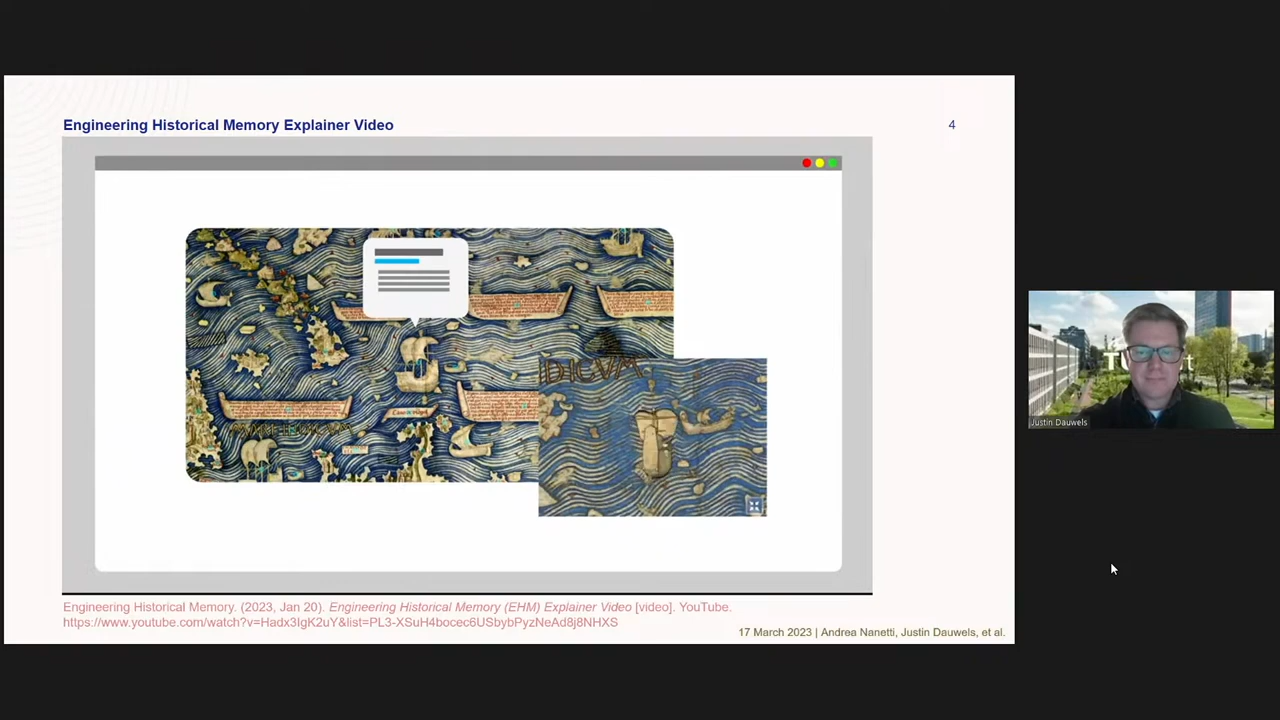 Engineering Historical Memory Explainer Video
4
DICVM
Engineering Historical Memory. (2023, Jan 20). Engineering Historical Memory (EHM) Explainer Video [video]. YouTube.
https://www.youtube.com/watch?v=Hadx3IgK2uY&list=PL3-XSuH4bocec6USbybPyzNeAd8j8NHXS
17 March 2023 | Andrea Nanetti, Justin Dauwels, et al.
Justin Dauwels